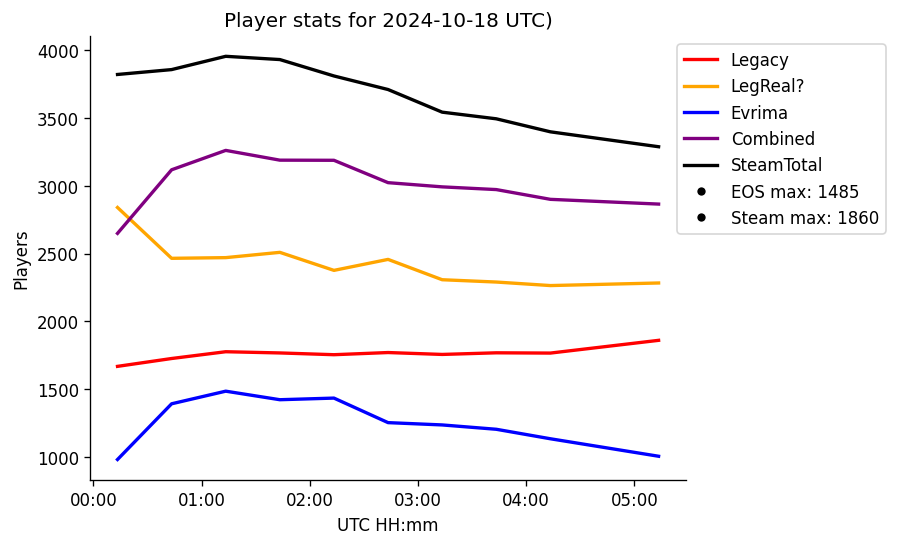 Player stats for 2024-10-18 UTC)
Legacy
LegReal?
Evrima
Combined
SteamTotal
EOS max: 1485
Steam max: 1860
Players
4000
3500
3000
2500
2000
1500
1000
00:00 01:00 02:00 03:00 04:00 05:00
UTC HH:mm